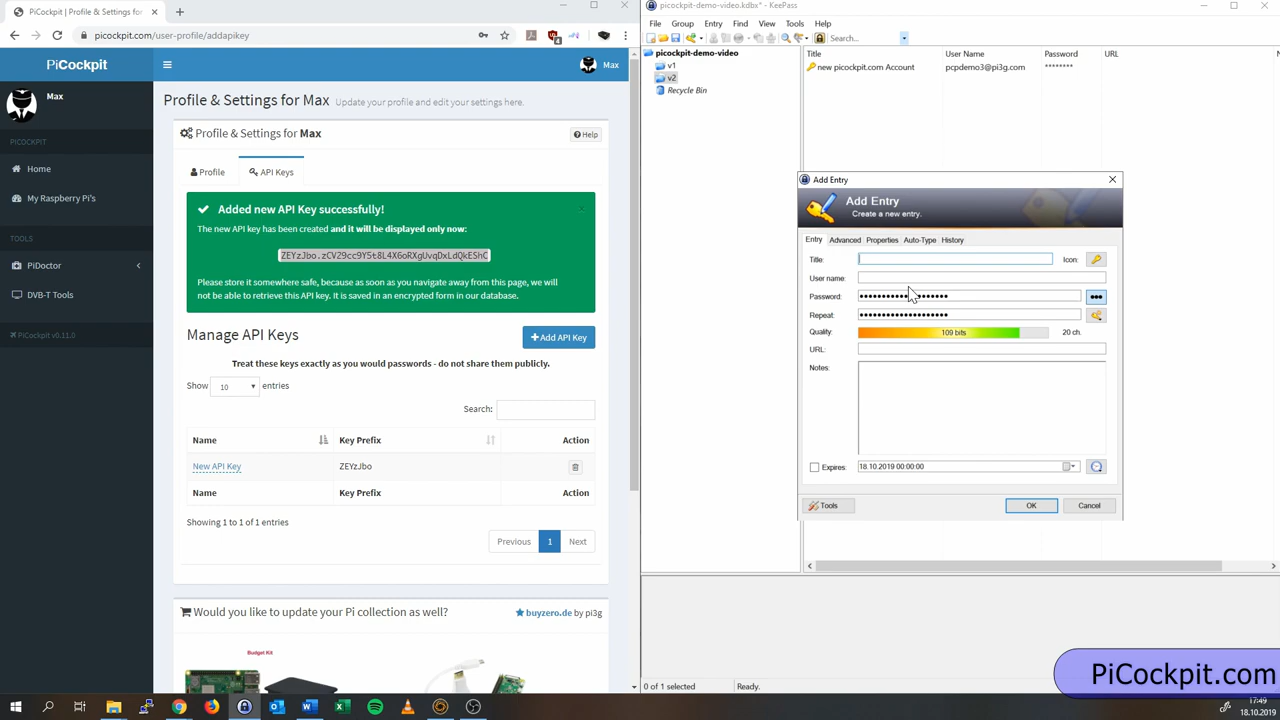 PiCockpit | Profile & Settings for
picockpit.com/user-profile/addapikey
PiCockpit
Max
Max
PICOCKPIT
Home
My Raspberry Pi's
TOOLS
PiDoctor
DVB-T Tools
PiCockpit v0.11.0
Profile & Settings for Max Update your profile and edit your settings here.
Profile & Settings for Max
Help
Profile
API Keys
Added new API Key successfully!
The new API key has been created and it will be displayed only now:
ZEYzJbo.zCV29cc9Y5t8L4X6oRXgUvqDxLdQkEShC
Please store it somewhere safe, because as soon as you navigate away from this page, we will
not be able to retrieve this API key. It is saved in an encrypted form in our database.
Manage API Keys
+Add API Key
Treat these keys exactly as you would passwords - do not share them publicly.
Show 10 entries
Search:
Name Key Prefix Action
New API Key ZEYzJbo
Name Key Prefix Action
Showing 1 to 1 of 1 entries
Previous 1 Next
Would you like to update your Pi collection as well?
buyzero.de by pi3g
Budget Kit
picockpit-demo-video.kdbx* - KeePass
File Group Entry Find View Tools Help
Search...
picockpit-demo-video
v1
v2
Recycle Bin
Title User Name Password URL
new picockpit.com Account pcpdemo3@pi3g.com ********
Add Entry
Add Entry
Create a new entry.
Entry Advanced Properties Auto-Type History
Title:
Icon:
User name:
Password:
Repeat:
Quality: 109 bits 20 ch.
URL:
Notes:
Expires: 18.10.2019 00:00:00
Tools
OK
Cancel
0 of 1 selected
Ready.
PiCockpit.com
17:49
18.10.2019